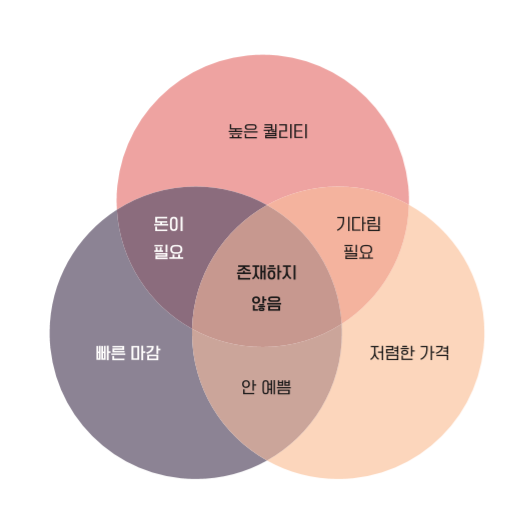 높은 퀄리티
돈이
필요
기다림
필요
존재하지
않음
빠른 마감
저렴한 가격
안 예쁨